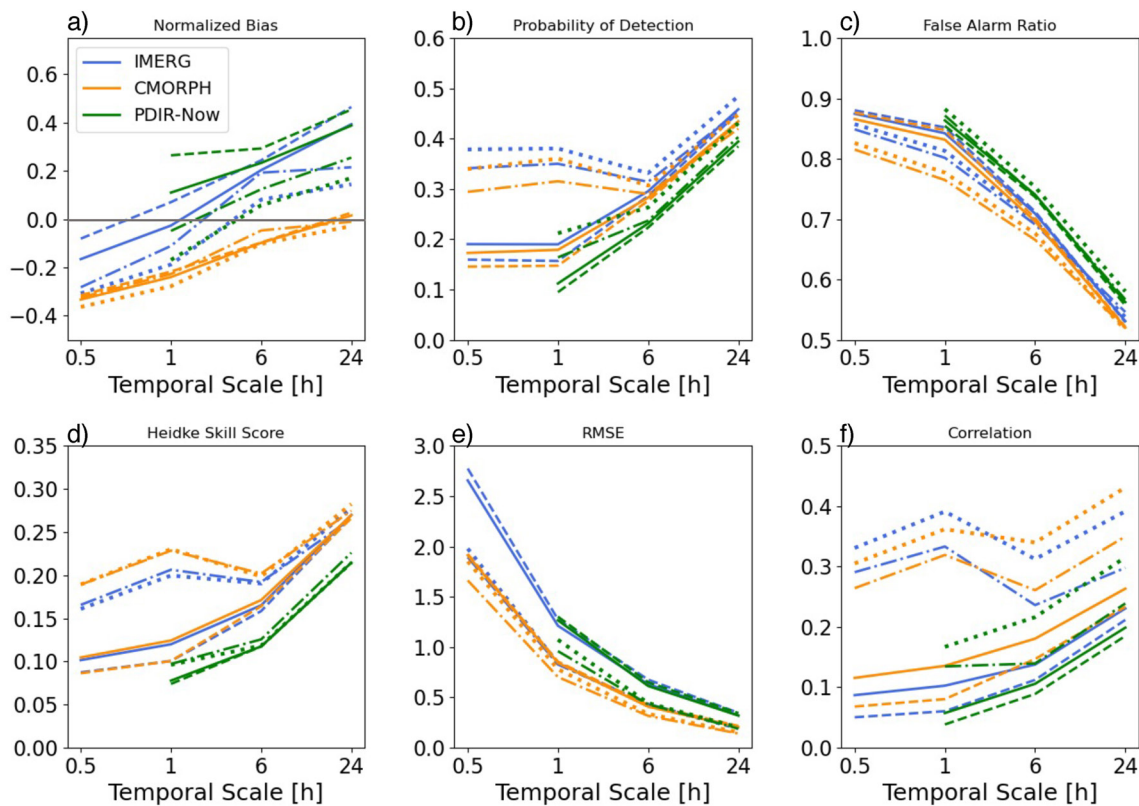 a) Normalized Bias
b) Probability of Detection
c) False Alarm Ratio
IMERG
CMORPH
PDIR-Now
0.6
0.4
0.2
0.0
−0.2
−0.4
0.5 1 6 24
Temporal Scale [h]
0.6
0.5
0.4
0.3
0.2
0.1
0.0
0.5 1 6 24
Temporal Scale [h]
1.0
0.9
0.8
0.7
0.6
0.5
0.5 1 6 24
Temporal Scale [h]
d) Heidke Skill Score
e) RMSE
f) Correlation
0.35
0.30
0.25
0.20
0.15
0.10
0.05
0.00
0.5 1 6 24
Temporal Scale [h]
3.0
2.5
2.0
1.5
1.0
0.5
0.0
0.5 1 6 24
Temporal Scale [h]
0.5
0.4
0.3
0.2
0.1
0.0
0.5 1 6 24
Temporal Scale [h]